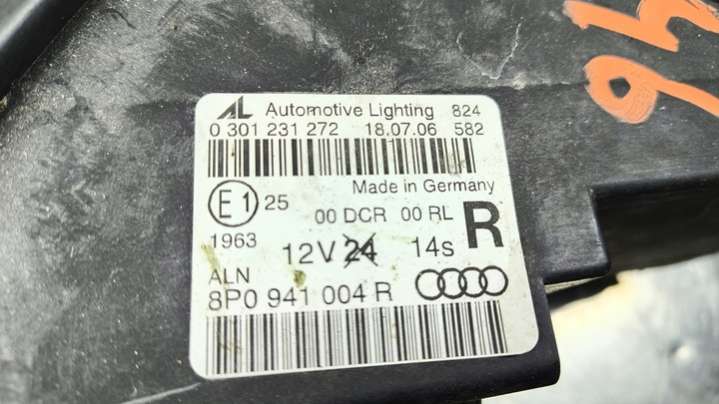 AL Automotive Lighting 824
0 301 231 272 18.07.06 582
Made in Germany
E1 25 00 DCR 00 RL R
1963 12V 24 14s
ALN
8P0 941 004 R